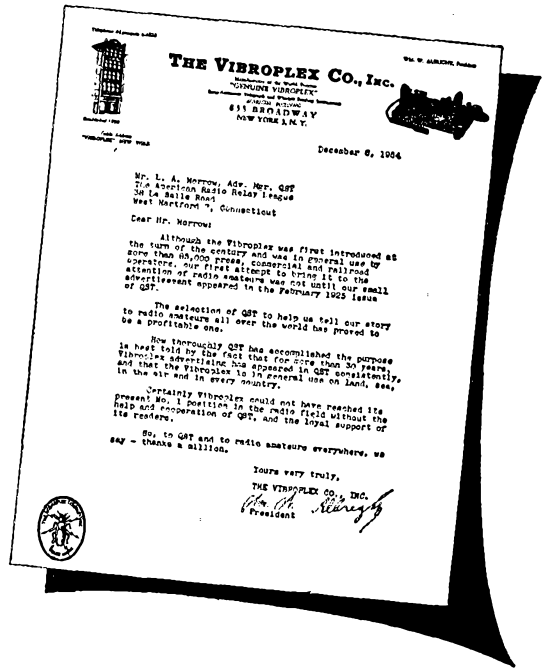 THE VIBROPLEX CO., INC.
"GENUINE VIBROPLEX"
833 BROADWAY
NEW YORK 3, N. Y.
Established 1890
Cable Address
"VIBROPLEX" NEW YORK
December 6, 1954
Mr. L. A. Morrow, Adv. Mgr. QST
The American Radio Relay League
38 La Salle Road
West Hartford 7, Connecticut
Dear Mr. Morrow:
Although the Vibroplex was first introduced at
the turn of the century and was in general use by
more than 85,000 press, commercial and railroad
operators, our first attempt to bring it to the
attention of radio amateurs was not until our small
advertisement appeared in the February 1925 issue
of QST.
The selection of QST to help us tell our story
to radio amateurs all over the world has proved to
be a profitable one.
How thoroughly QST has accomplished the purpose
is best told by the fact that for more than 30 years,
Vibroplex advertising has appeared in QST consistently,
and that the Vibroplex is in general use on land, sea,
in the air and in every country.
Certainly Vibroplex could not have reached its
present No. 1 position in the radio field without the
help and cooperation of QST, and the loyal support of
its readers.
So, to QST and to radio amateurs everywhere, we
say - thanks a million.
Yours very truly,
THE VIBROPLEX CO., INC.
President